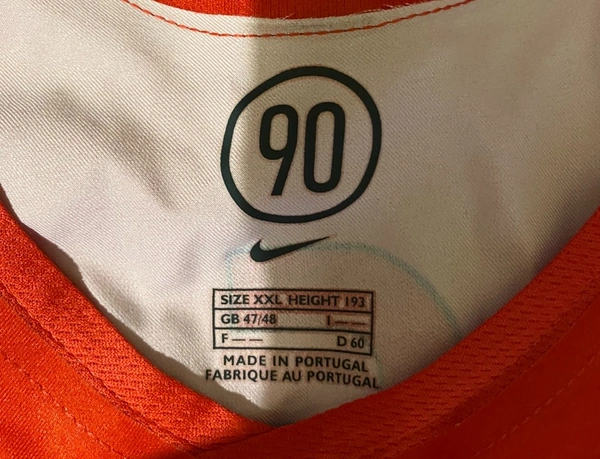 90
SIZE XXL HEIGHT 193
GB 47/48 I — —
F — — D 60
MADE IN PORTUGAL
FABRIQUE AU PORTUGAL